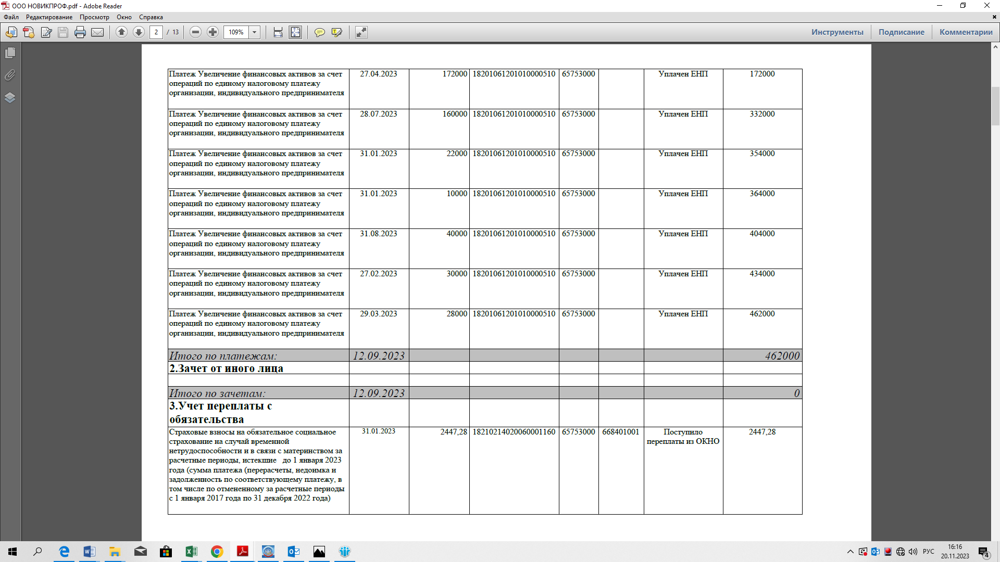 ООО НОВИКПРОФ.pdf - Adobe Reader
Файл Редактирование Просмотр Окно Справка
2 / 13 109% Инструменты Подписание Комментарии
Платеж Увеличение финансовых активов за счет операций по единому налоговому платежу организации, индивидуального предпринимателя 27.04.2023 172000 18201061201010000510 65753000 Уплачен ЕНП 172000
Платеж Увеличение финансовых активов за счет операций по единому налоговому платежу организации, индивидуального предпринимателя 28.07.2023 160000 18201061201010000510 65753000 Уплачен ЕНП 332000
Платеж Увеличение финансовых активов за счет операций по единому налоговому платежу организации, индивидуального предпринимателя 31.01.2023 22000 18201061201010000510 65753000 Уплачен ЕНП 354000
Платеж Увеличение финансовых активов за счет операций по единому налоговому платежу организации, индивидуального предпринимателя 31.01.2023 10000 18201061201010000510 65753000 Уплачен ЕНП 364000
Платеж Увеличение финансовых активов за счет операций по единому налоговому платежу организации, индивидуального предпринимателя 31.08.2023 40000 18201061201010000510 65753000 Уплачен ЕНП 404000
Платеж Увеличение финансовых активов за счет операций по единому налоговому платежу организации, индивидуального предпринимателя 27.02.2023 30000 18201061201010000510 65753000 Уплачен ЕНП 434000
Платеж Увеличение финансовых активов за счет операций по единому налоговому платежу организации, индивидуального предпринимателя 29.03.2023 28000 18201061201010000510 65753000 Уплачен ЕНП 462000
Итого по платежам: 12.09.2023 462000
2.Зачет от иного лица
Итого по зачетам: 12.09.2023 0
3.Учет переплаты с
обязательства
Страховые взносы на обязательное социальное 31.01.2023 2447,28 18210214020060001160 65753000 668401001 Поступило 2447,28
страхование на случай временной переплаты из ОКНО
нетрудоспособности и в связи с материнством за
расчетные периоды, истекшие до 1 января 2023
года (сумма платежа (перерасчеты, недоимка и
задолженность по соответствующему платежу, в
том числе по отмененному за расчетные периоды
с 1 января 2017 года по 31 декабря 2022 года)
РУС 16:16
20.11.2023 4